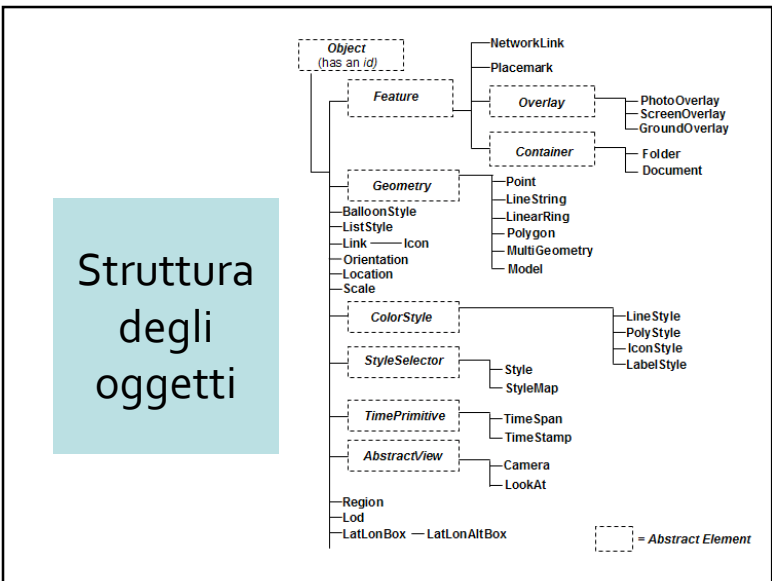 Struttura
degli
oggetti
Object
(has an id)
Feature
NetworkLink
Placemark
Overlay
PhotoOverlay
ScreenOverlay
GroundOverlay
Container
Folder
Document
Geometry
Point
LineString
LinearRing
Polygon
MultiGeometry
Model
BalloonStyle
ListStyle
Link Icon
Orientation
Location
Scale
ColorStyle
LineStyle
PolyStyle
IconStyle
LabelStyle
StyleSelector
Style
StyleMap
TimePrimitive
TimeSpan
TimeStamp
AbstractView
Camera
LookAt
Region
Lod
LatLonBox LatLonAltBox
= Abstract Element